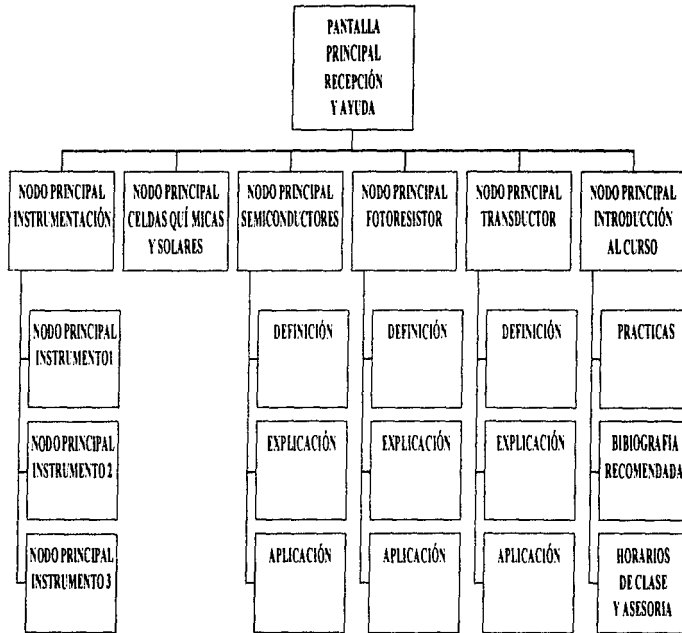 PANTALLA
PRINCIPAL
RECEPCIÓN
Y AYUDA
NODO PRINCIPAL
INSTRUMENTACIÓN
NODO PRINCIPAL
CELDAS QUÍ MICAS
Y SOLARES
NODO PRINCIPAL
SEMICONDUCTORES
NODO PRINCIPAL
FOTORESISTOR
NODO PRINCIPAL
TRANSDUCTOR
NODO PRINCIPAL
INTRODUCCIÓN
AL CURSO
NODO PRINCIPAL
INSTRUMENTO1
DEFINICIÓN
DEFINICIÓN
DEFINICIÓN
PRACTICAS
NODO PRINCIPAL
INSTRUMENTO 2
EXPLICACIÓN
EXPLICACIÓN
EXPLICACIÓN
BIBIOGRAFIA
RECOMENDADA
NODO PRINCIPAL
INSTRUMENTO 3
APLICACIÓN
APLICACIÓN
APLICACIÓN
HORARIOS
DE CLASE
Y ASESORIA